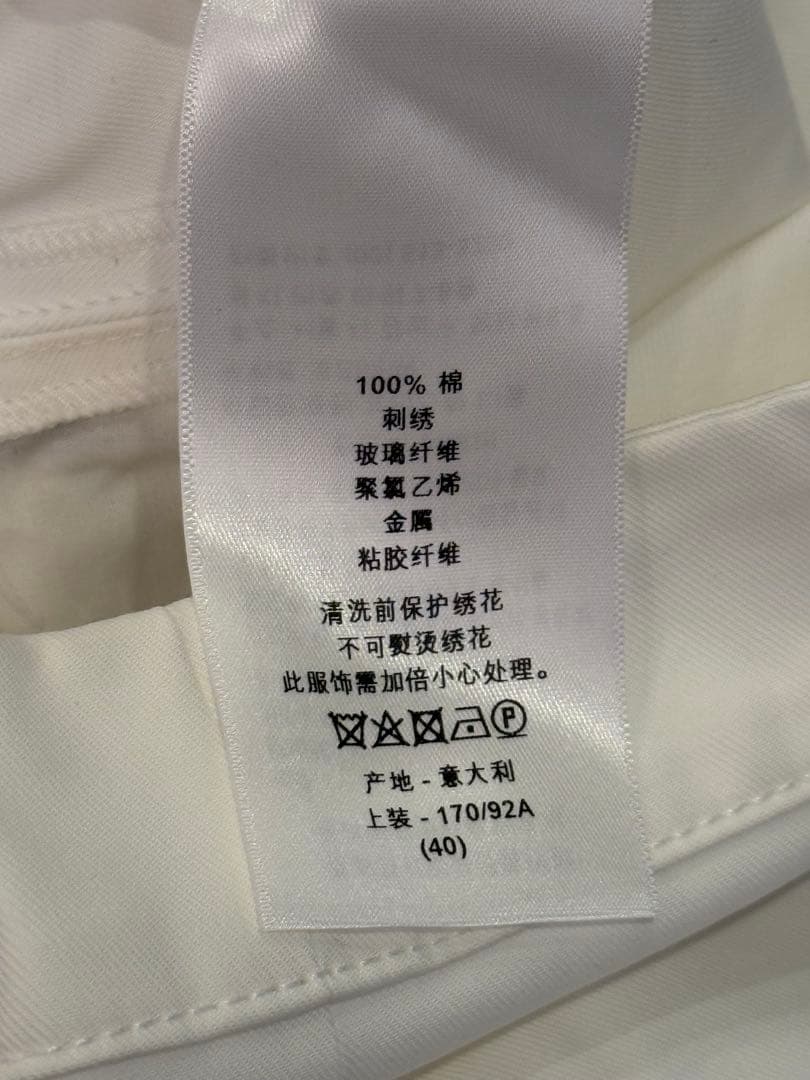 100% 棉
刺绣
玻璃纤维
聚氯乙烯
金属
粘胶纤维
清洗前保护绣花
不可熨烫绣花
此服饰需加倍小心处理。
P
产地 - 意大利
上装 - 170/92A
(40)